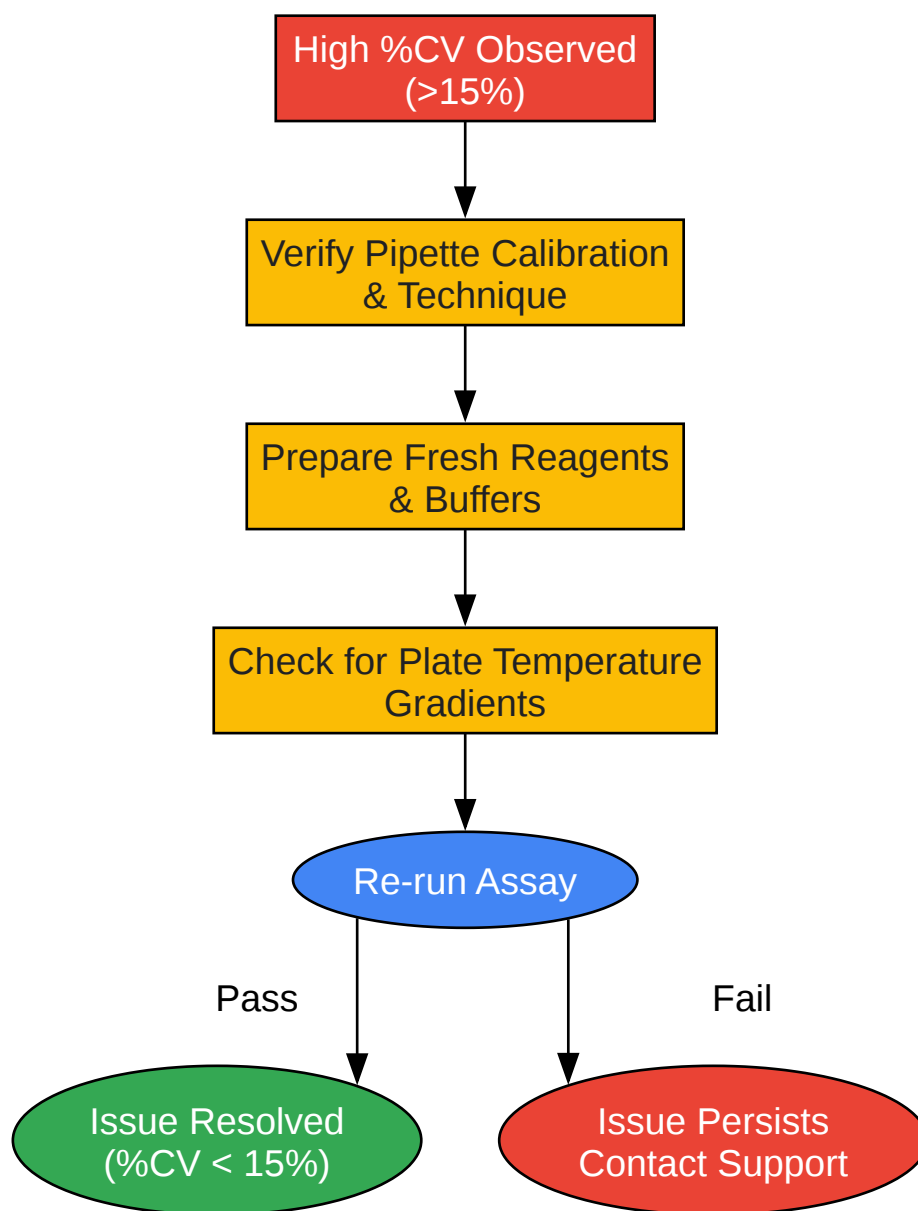 High %CV Observed
(>15%)
Verify Pipette Calibration
& Technique
Prepare Fresh Reagents
& Buffers
Check for Plate Temperature
Gradients
Re-run Assay
Pass
Fail
Issue Resolved
(%CV < 15%)
Issue Persists
Contact Support